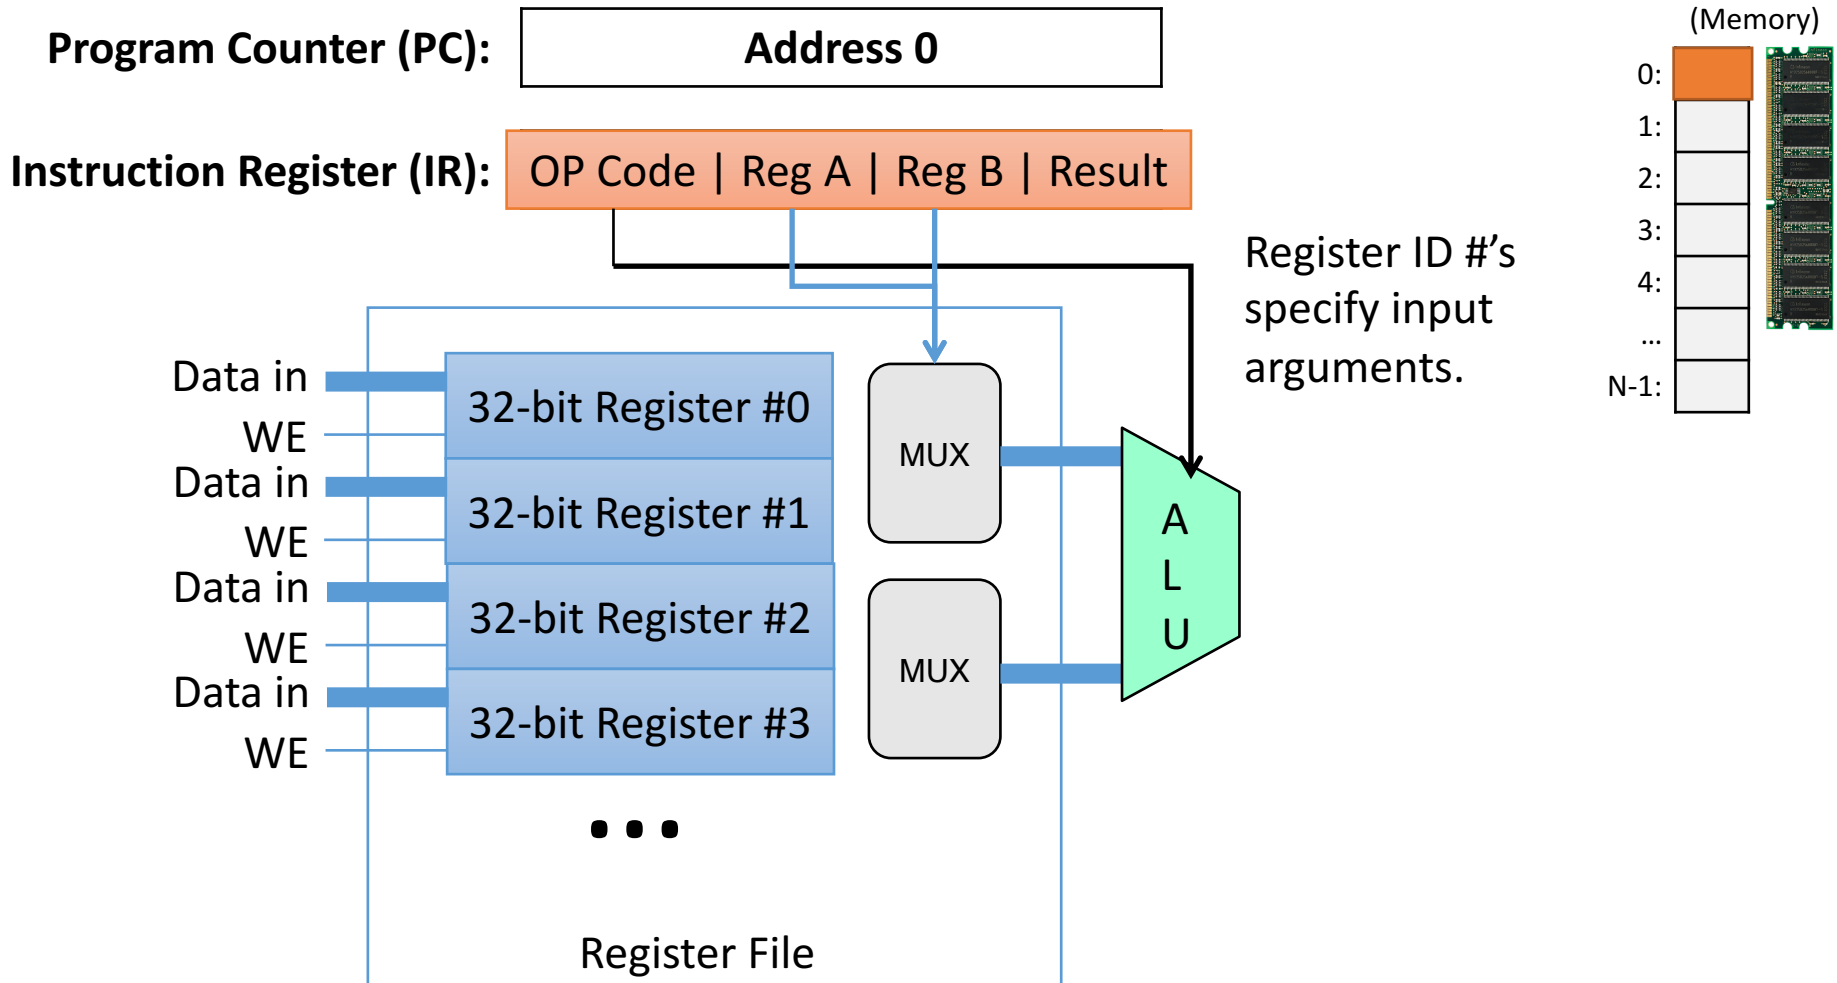 Program Counter (PC):
Address 0
(Memory)
0:
1:
2:
3:
4:
...
N-1:
Instruction Register (IR):
OP Code | Reg A | Reg B | Result
Register ID #’s
specify input
arguments.
Data in
WE
Data in
WE
Data in
WE
Data in
WE
32-bit Register #0
32-bit Register #1
32-bit Register #2
32-bit Register #3
...
MUX
MUX
A
L
U
Register File